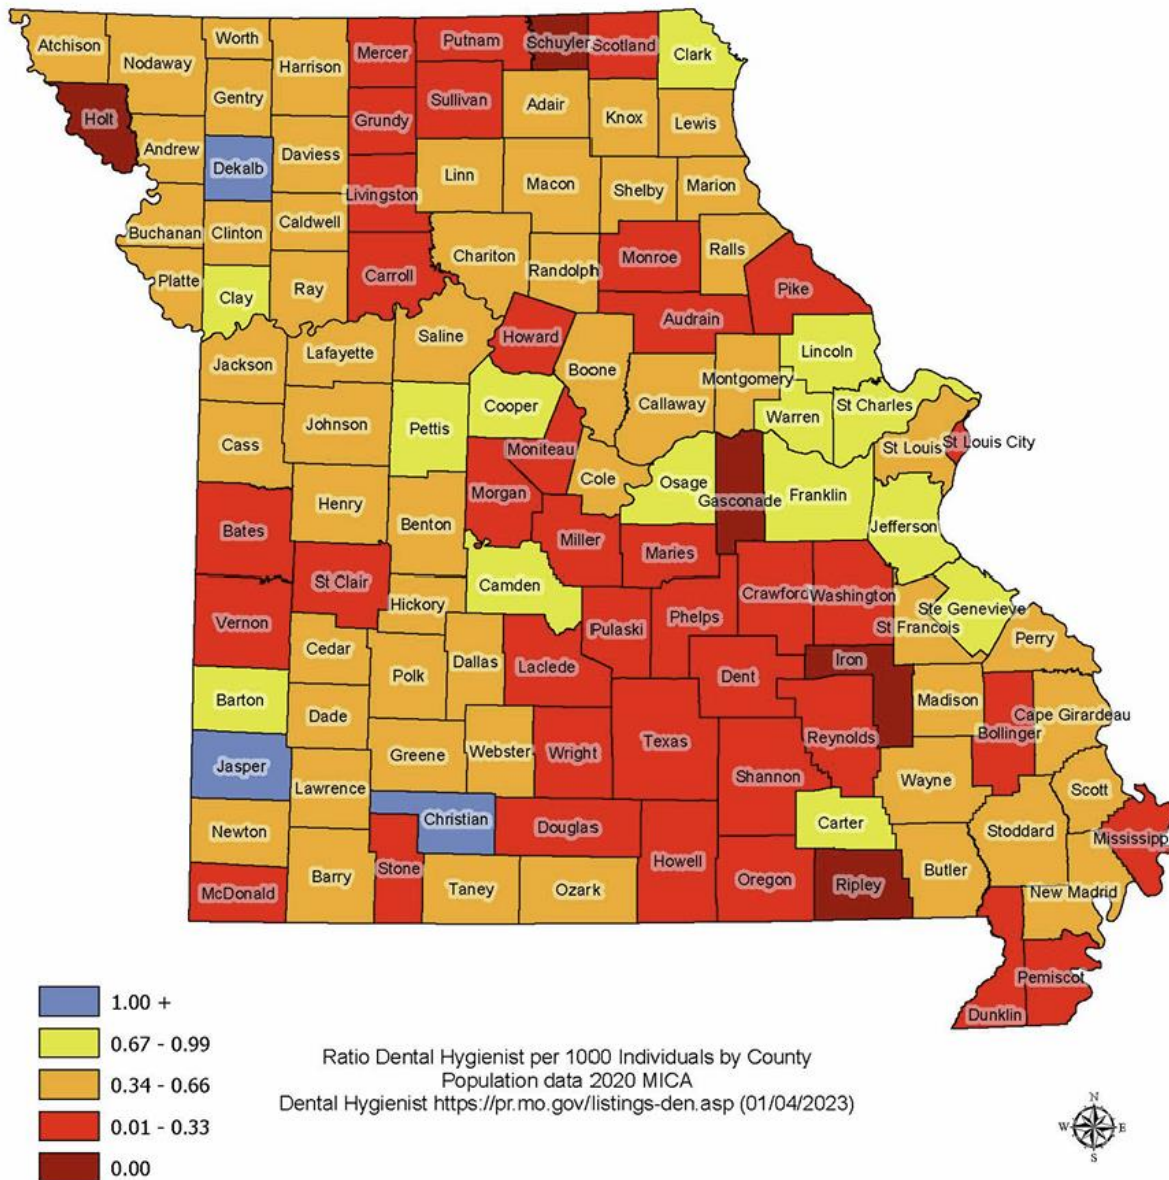 Atchison
Nodaway
Worth
Harrison
Mercer
Putnam
Schuyler
Scotland
Clark
Holt
Gentry
Grundy
Sullivan
Adair
Knox
Lewis
Andrew
Dekalb
Daviess
Livingston
Linn
Macon
Shelby
Marion
Buchanan
Clinton
Caldwell
Chariton
Randolph
Monroe
Ralls
Platte
Clay
Ray
Carroll
Pike
Audrain
Jackson
Lafayette
Saline
Howard
Boone
Callaway
Montgomery
Lincoln
Cass
Johnson
Pettis
Cooper
Moniteau
Warren
St Charles
St Louis
St Louis City
Cole
Osage
Gasconade
Franklin
Jefferson
Bates
Henry
Benton
Morgan
Miller
Maries
St Clair
Camden
Vernon
Hickory
Pulaski
Phelps
Crawford
Washington
St Francois
Ste Genevieve
Perry
Cedar
Polk
Dallas
Laclede
Dent
Iron
Madison
Cape Girardeau
Bollinger
Barton
Dade
Greene
Webster
Wright
Texas
Shannon
Reynolds
Wayne
Scott
Jasper
Lawrence
Christian
Douglas
Carter
Stoddard
Mississipp
Newton
Barry
Stone
Taney
Ozark
Howell
Oregon
Ripley
Butler
New Madrid
McDonald
Pemiscot
Dunklin
1.00 +
0.67 - 0.99
0.34 - 0.66
0.01 - 0.33
0.00
Ratio Dental Hygienist per 1000 Individuals by County
Population data 2020 MICA
Dental Hygienist https://pr.mo.gov/listings-den.asp (01/04/2023)
N
W
E
S